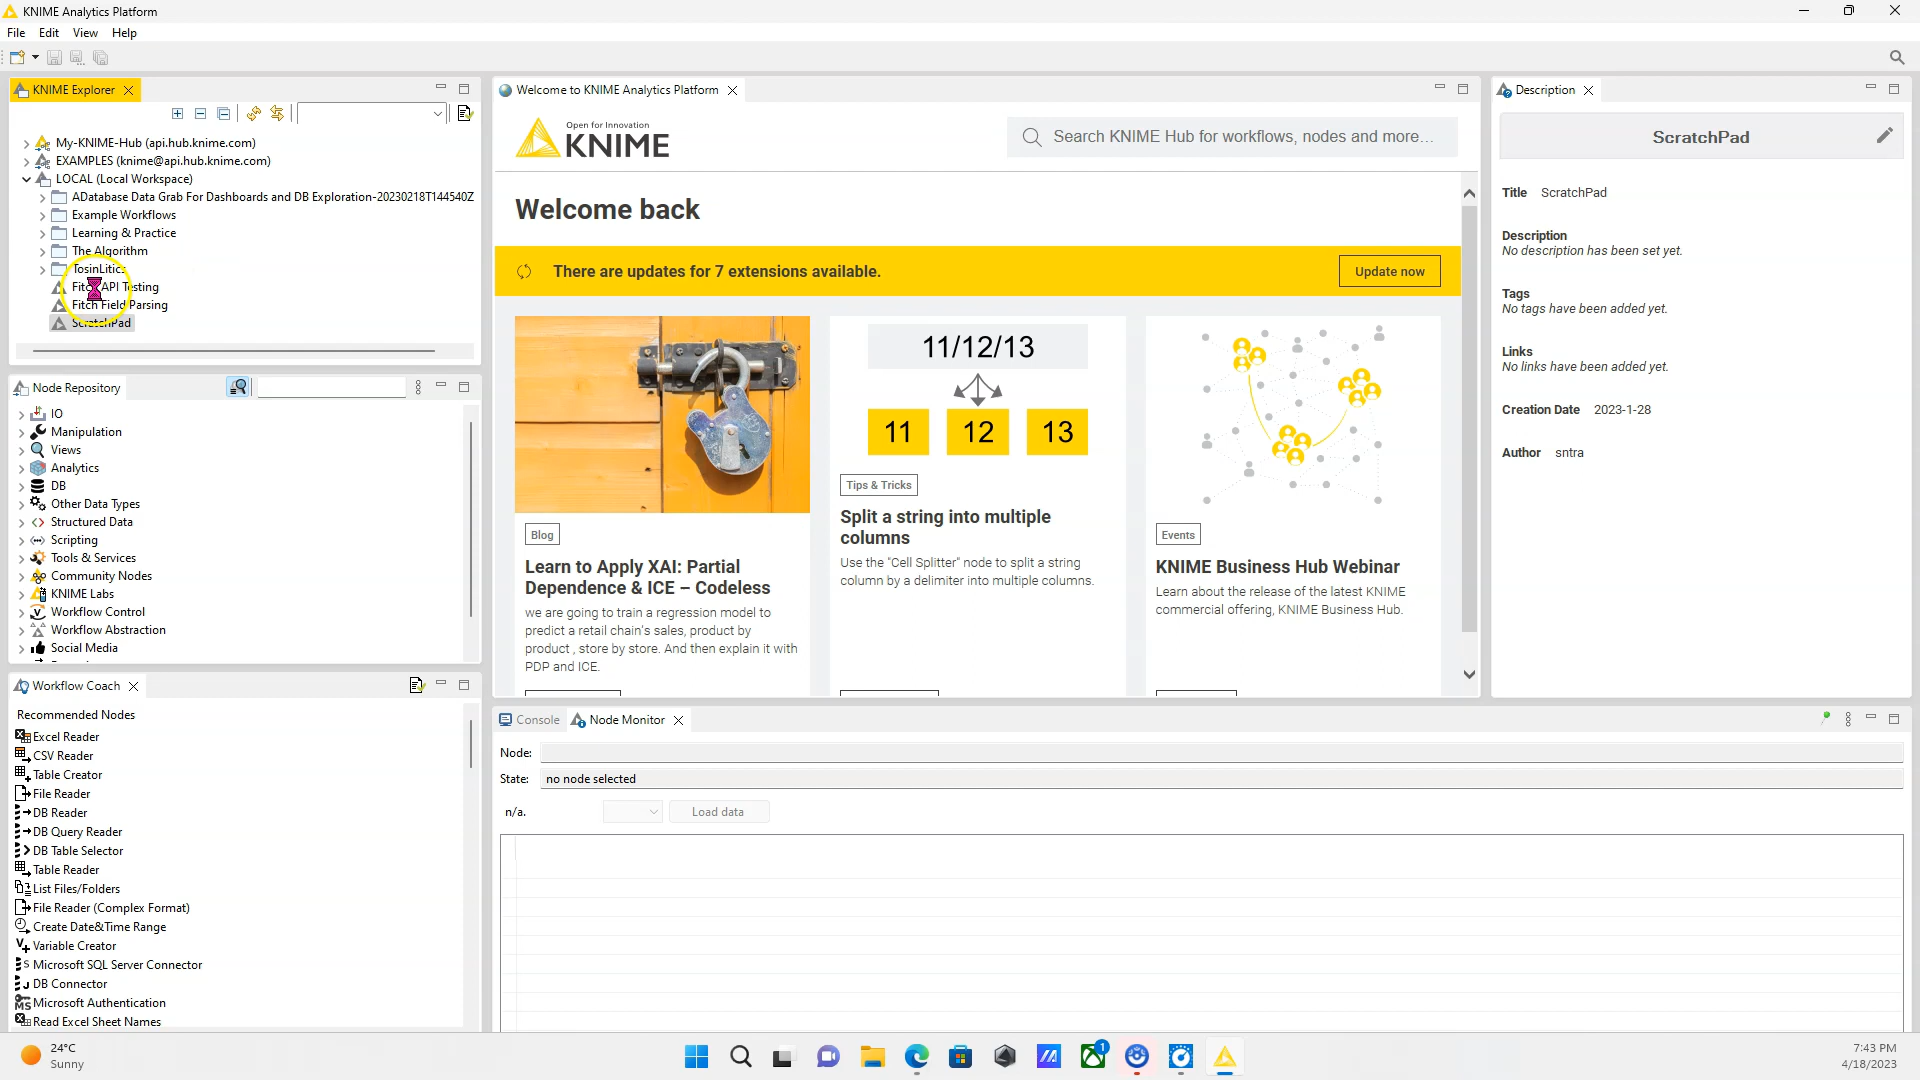 KNIME Analytics Platform
File Edit View Help
KNIME Explorer
My-KNIME-Hub (api.hub.knime.com)
EXAMPLES (knime@api.hub.knime.com)
LOCAL (Local Workspace)
ADatabase Data Grab For Dashboards and DB Exploration-20230218T144540Z
Example Workflows
Learning & Practice
The Algorithm
TosinLitics
Fitch API Testing
Fitch Field Parsing
ScratchPad
Node Repository
IO
Manipulation
Views
Analytics
DB
Other Data Types
Structured Data
Scripting
Tools & Services
Community Nodes
KNIME Labs
Workflow Control
Workflow Abstraction
Social Media
Workflow Coach
Recommended Nodes
Excel Reader
CSV Reader
Table Creator
File Reader
DB Reader
DB Query Reader
DB Table Selector
Table Reader
List Files/Folders
File Reader (Complex Format)
Create Date&Time Range
Variable Creator
Microsoft SQL Server Connector
DB Connector
Microsoft Authentication
Read Excel Sheet Names
Welcome to KNIME Analytics Platform
Open for Innovation
KNIME
Search KNIME Hub for workflows, nodes and more...
Welcome back
There are updates for 7 extensions available.
Update now
Blog
Learn to Apply XAI: Partial
Dependence & ICE – Codeless
we are going to train a regression model to
predict a retail chain's sales, product by
product , store by store. And then explain it with
PDP and ICE.
11/12/13
11 12 13
Tips & Tricks
Split a string into multiple
columns
Use the "Cell Splitter" node to split a string
column by a delimiter into multiple columns.
Events
KNIME Business Hub Webinar
Learn about the release of the latest KNIME
commercial offering, KNIME Business Hub.
Description
ScratchPad
Title ScratchPad
Description
No description has been set yet.
Tags
No tags have been added yet.
Links
No links have been added yet.
Creation Date 2023-1-28
Author sntra
Console Node Monitor
Node:
State: no node selected
n/a. Load data
24°C
Sunny
1
7:43 PM
4/18/2023